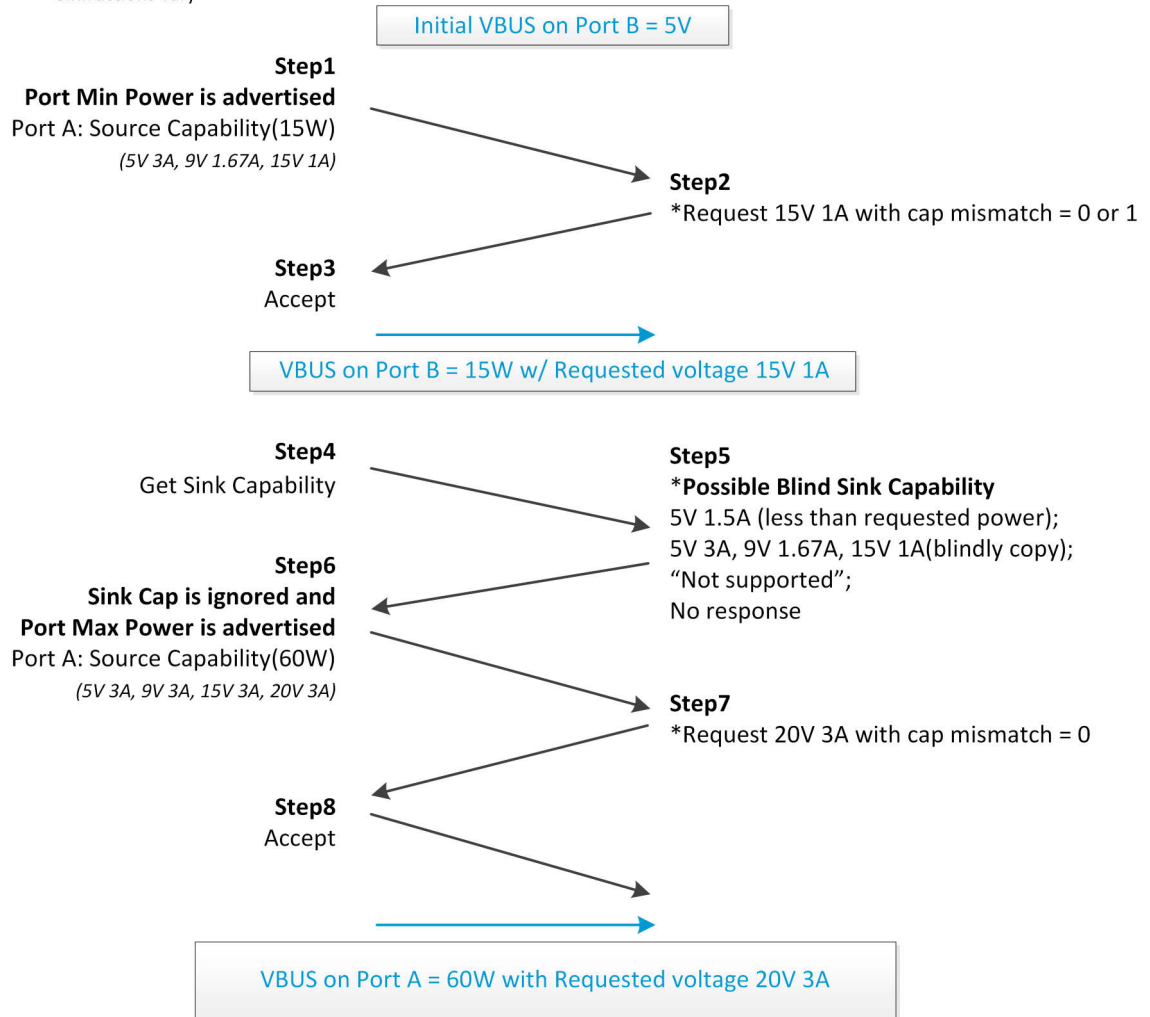 Initial VBUS on Port B = 5V
Step1
Port Min Power is advertised
Port A: Source Capability(15W)
(5V 3A, 9V 1.67A, 15V 1A)
Step2
*Request 15V 1A with cap mismatch = 0 or 1
Step3
Accept
VBUS on Port B = 15W w/ Requested voltage 15V 1A
Step4
Get Sink Capability
Step5
*Possible Blind Sink Capability
5V 1.5A (less than requested power);
5V 3A, 9V 1.67A, 15V 1A(blindly copy);
“Not supported”;
No response
Step6
Sink Cap is ignored and
Port Max Power is advertised
Port A: Source Capability(60W)
(5V 3A, 9V 3A, 15V 3A, 20V 3A)
Step7
*Request 20V 3A with cap mismatch = 0
Step8
Accept
VBUS on Port A = 60W with Requested voltage 20V 3A